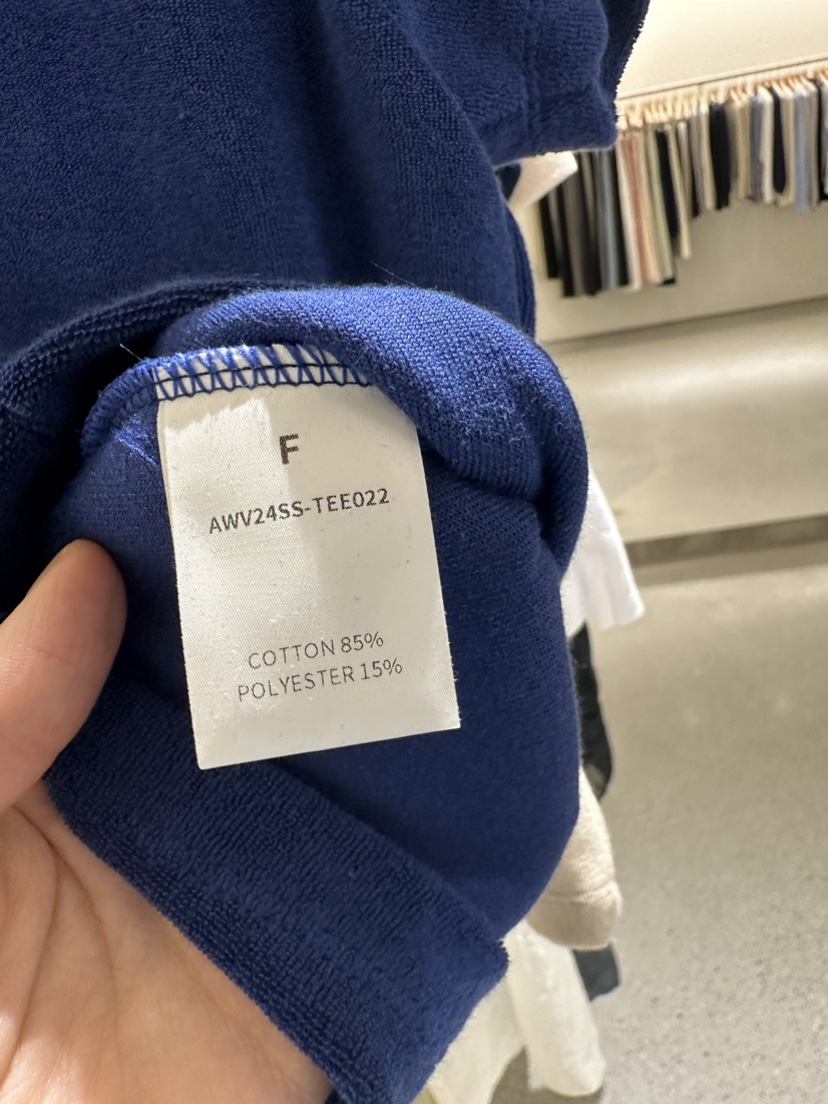 F
AWV24SS-TEE022
COTTON 85%
POLYESTER 15%